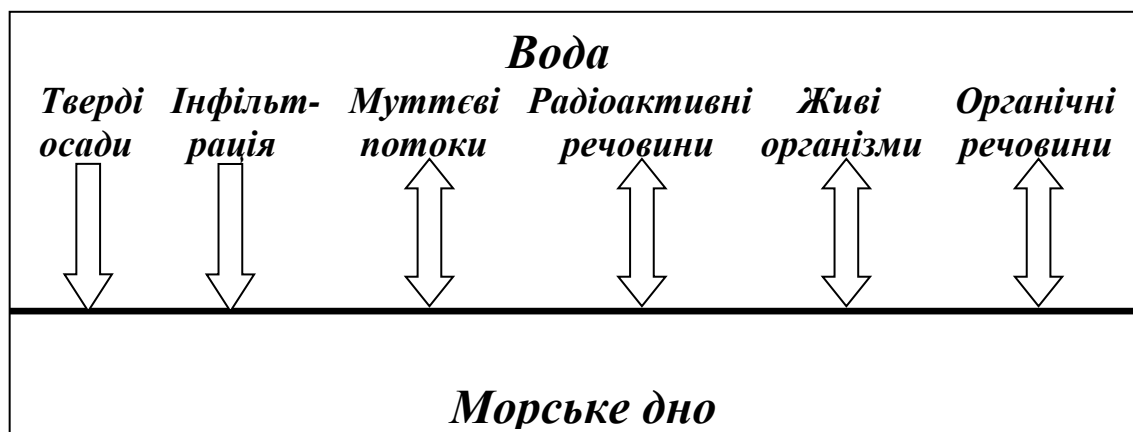 Вода
Тверді Інфільт- Муттєві Радіоактивні Живі Органічні
осади рація потоки речовини організми речовини
Морське дно